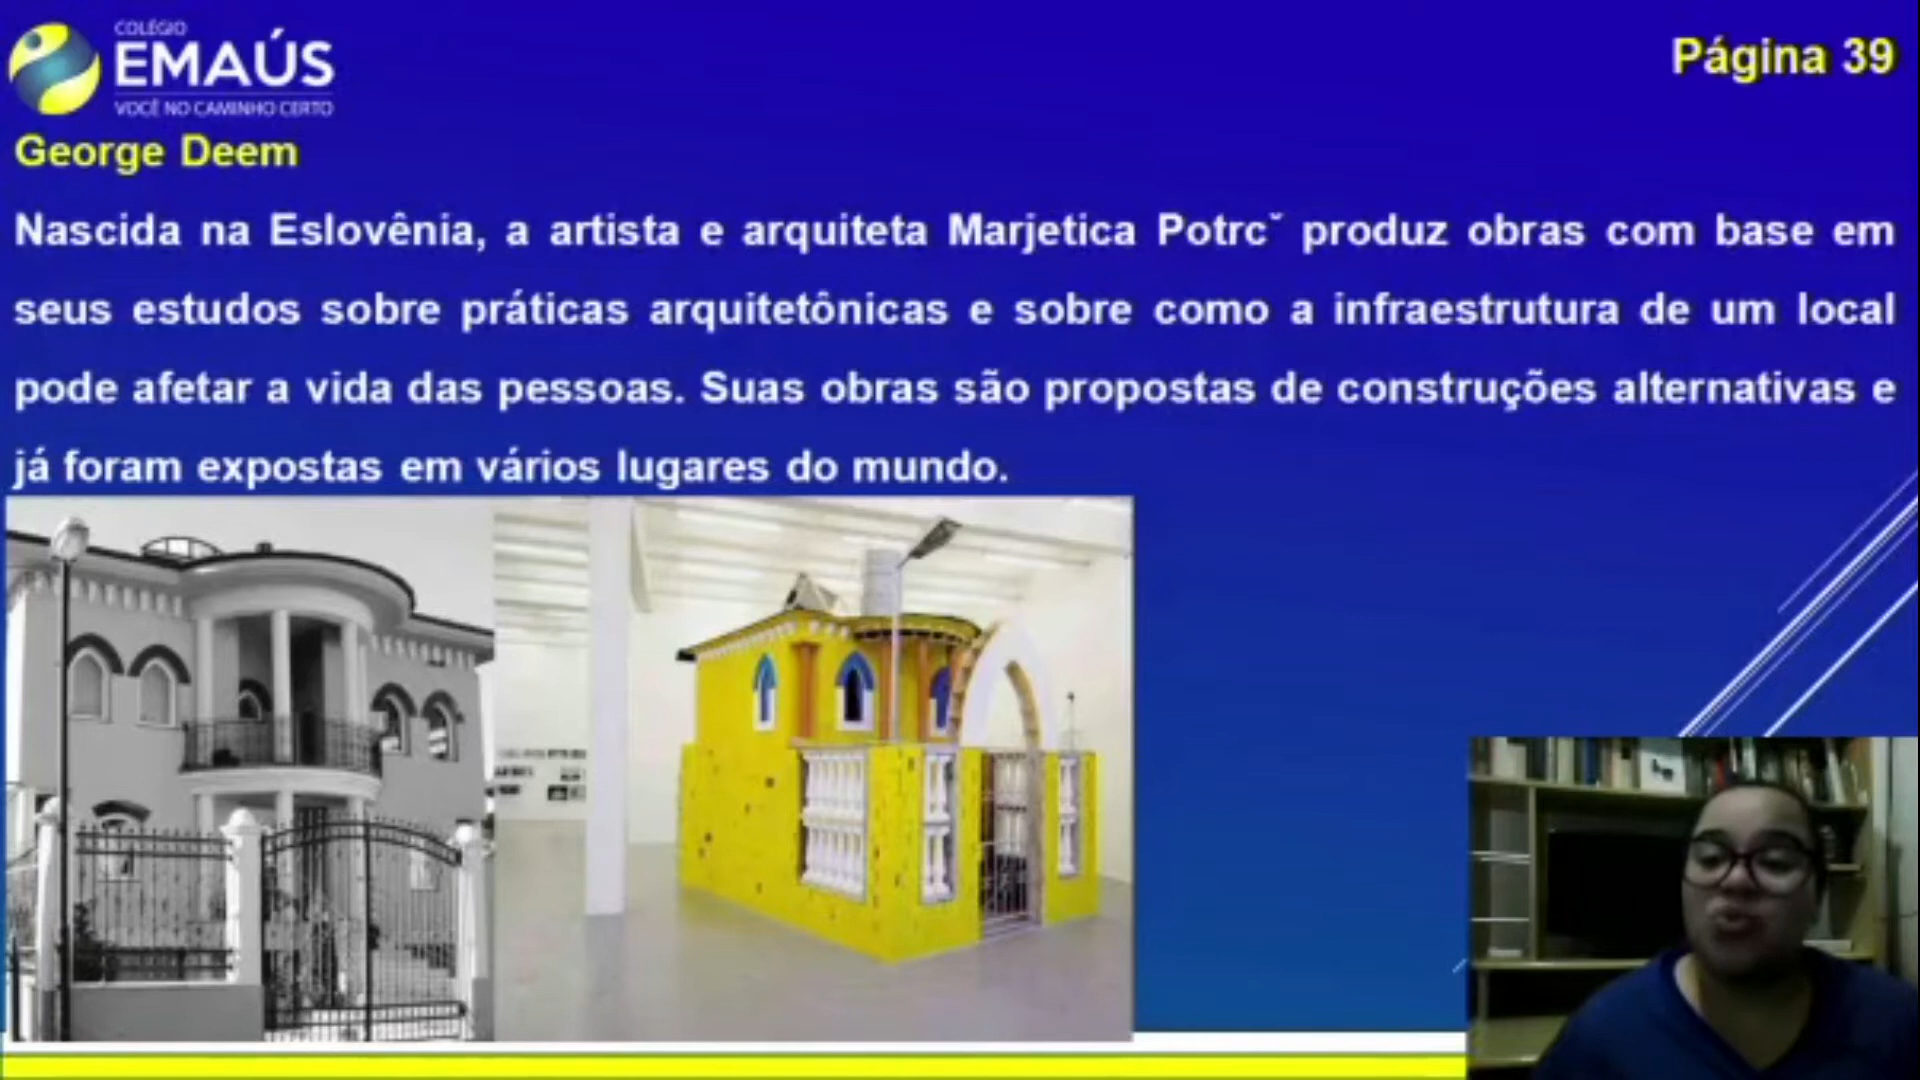 COLÉGIO
EMAÚS
VOCÊ NO CAMINHO CERTO
Página 39
George Deem
Nascida na Eslovênia, a artista e arquiteta Marjetica Potrcˇ produz obras com base em
seus estudos sobre práticas arquitetônicas e sobre como a infraestrutura de um local
pode afetar a vida das pessoas. Suas obras são propostas de construções alternativas e
já foram expostas em vários lugares do mundo.